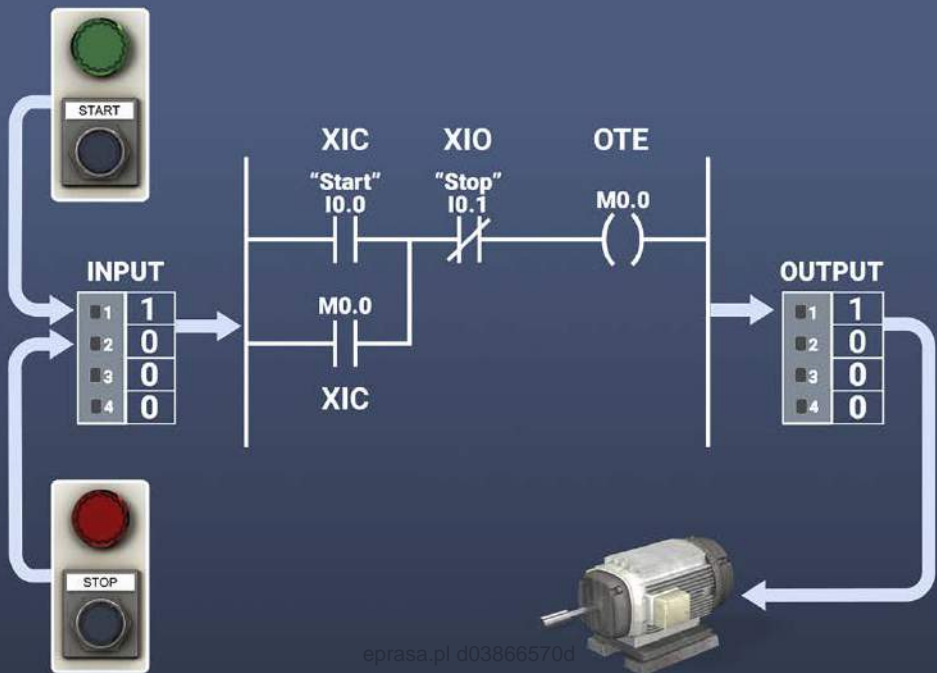 START
XIC XIO OTE
"Start" "Stop"
I0.0 I0.1 M0.0
INPUT
1 1
2 0
3 0
4 0
M0.0
XIC
OUTPUT
1 1
2 0
3 0
4 0
STOP
eprasa.pl d03866570d